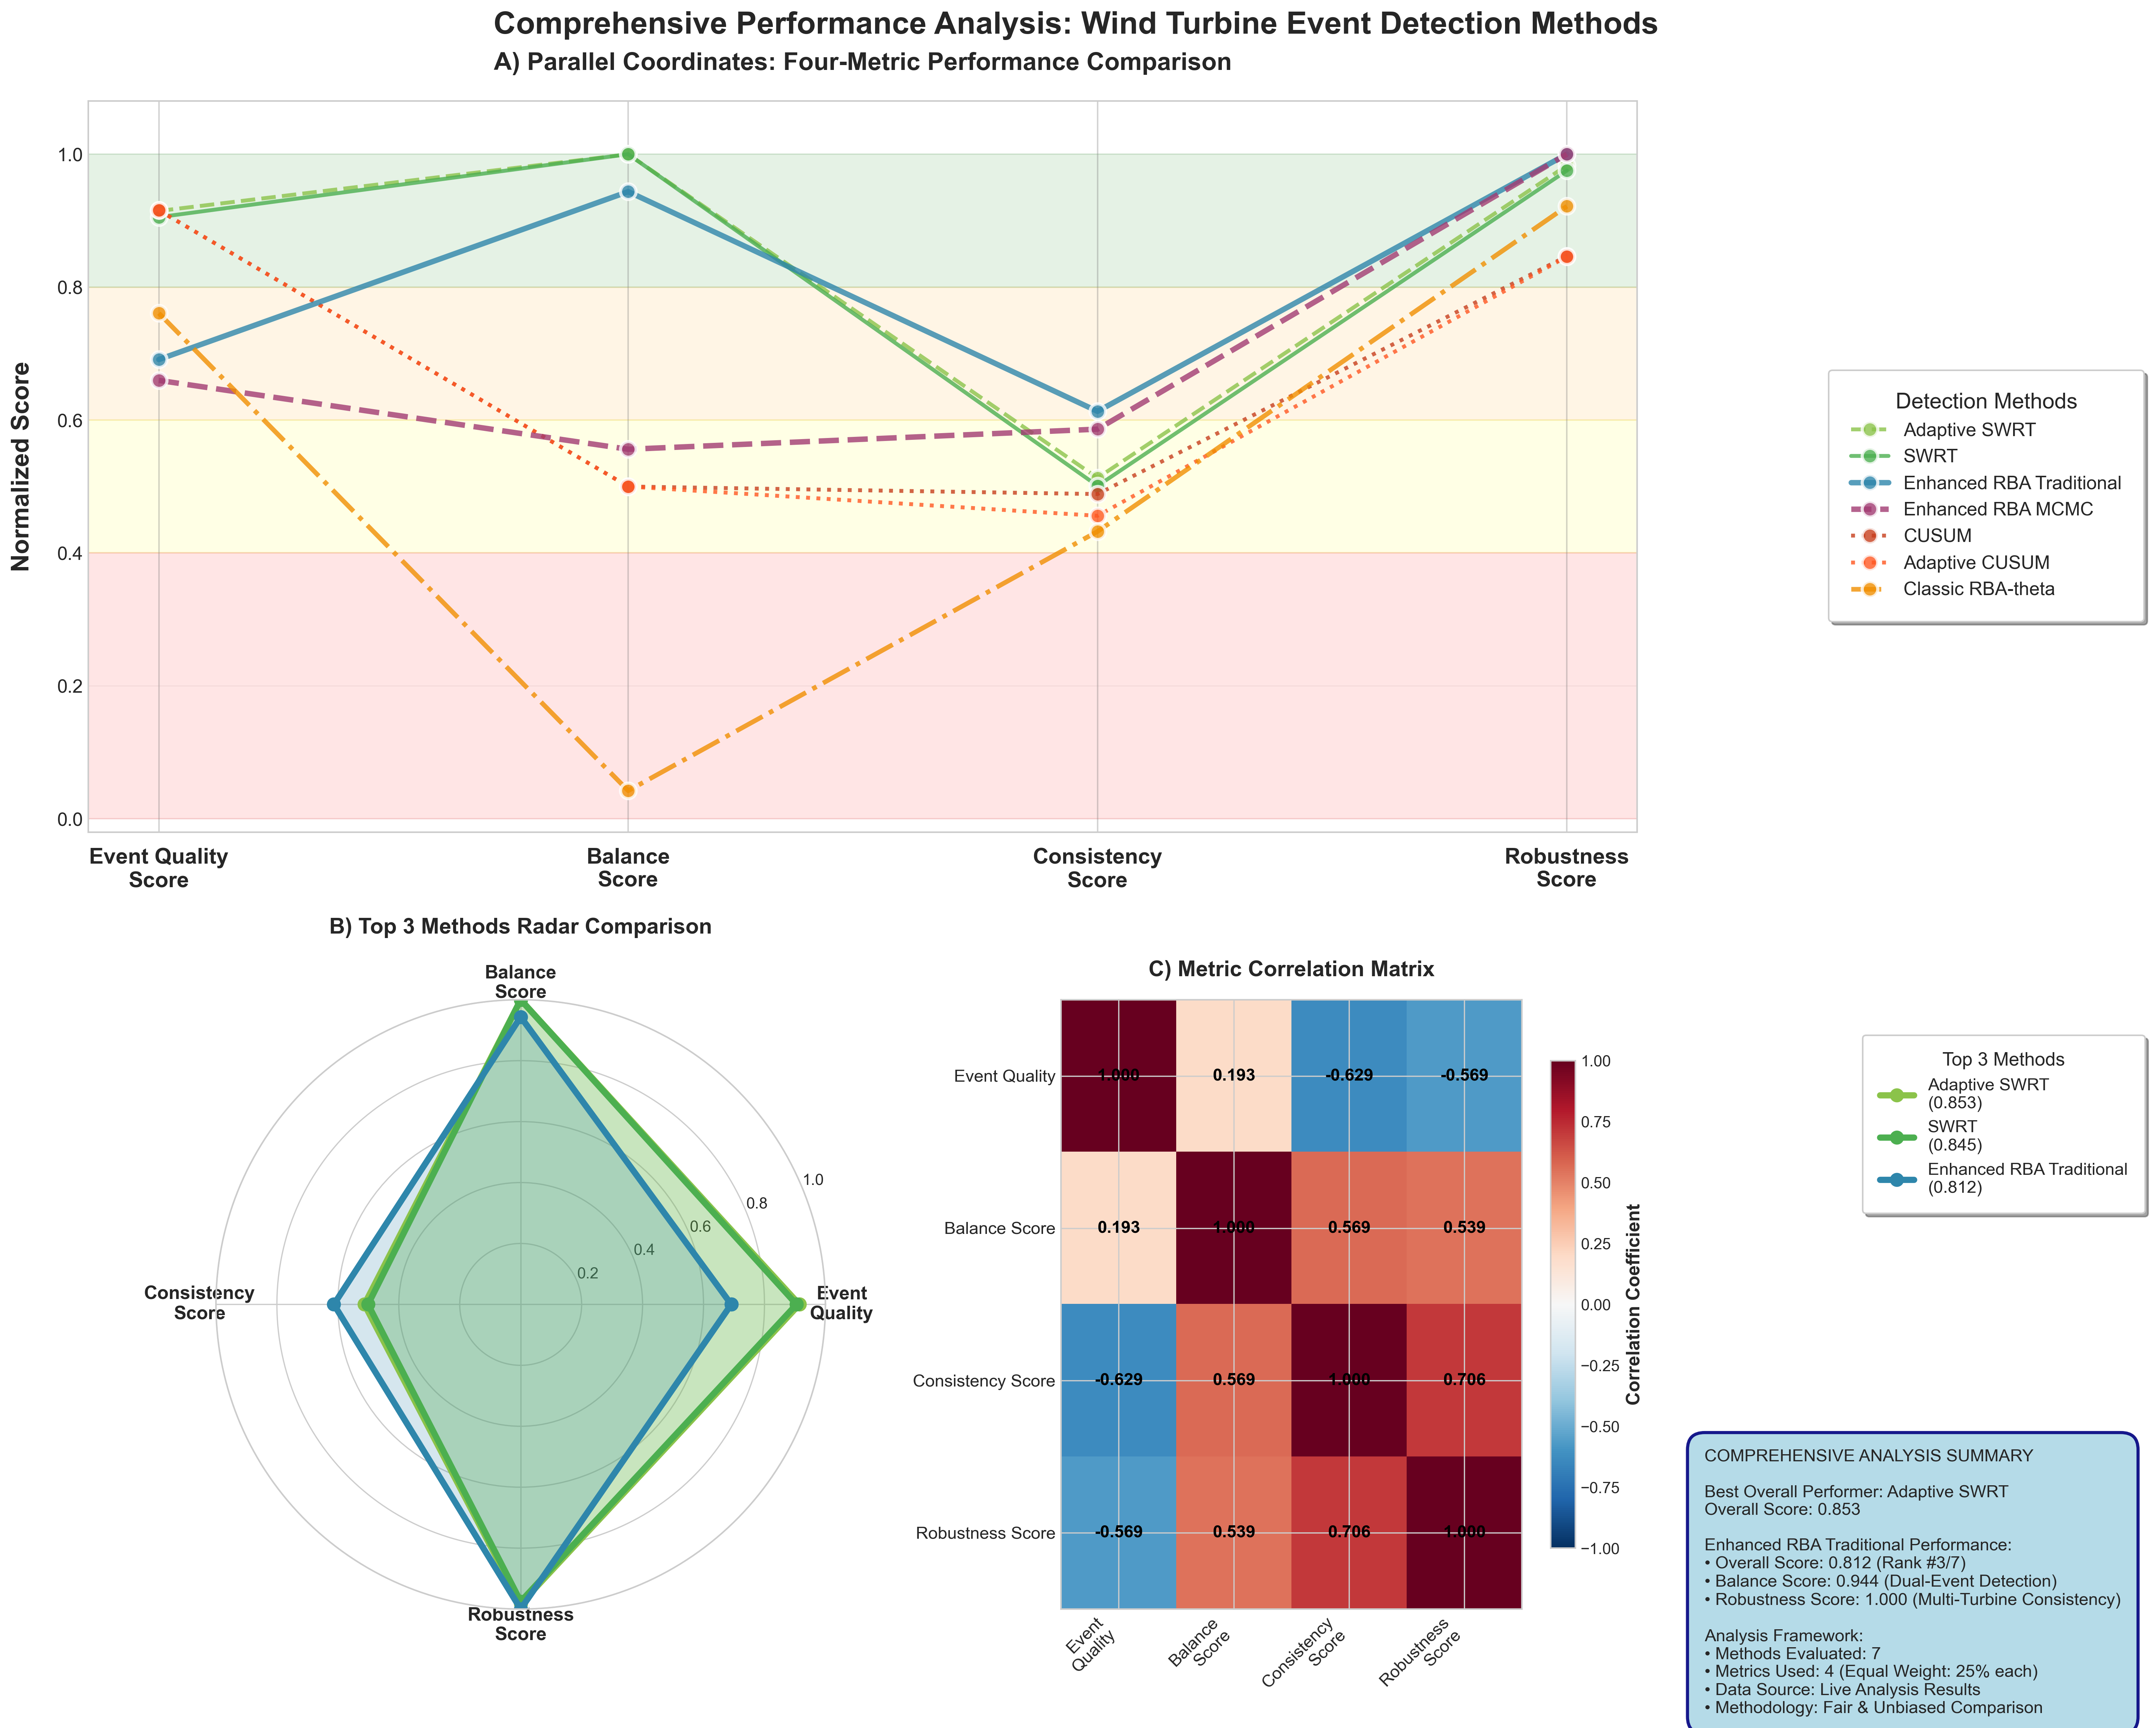 Comprehensive Performance Analysis: Wind Turbine Event Detection Methods
A) Parallel Coordinates: Four-Metric Performance Comparison
Normalized Score
1.0
0.8
0.6
0.4
0.2
0.0
Event Quality
Score
Balance
Score
Consistency
Score
Robustness
Score
Detection Methods
Adaptive SWRT
SWRT
Enhanced RBA Traditional
Enhanced RBA MCMC
CUSUM
Adaptive CUSUM
Classic RBA-theta
B) Top 3 Methods Radar Comparison
Balance
Score
Consistency
Score
Event
Quality
Robustness
Score
1.0
0.8
0.6
0.4
0.2
C) Metric Correlation Matrix
Event Quality
1.000
0.193
-0.629
-0.569
Balance Score
0.193
1.000
0.569
0.539
Consistency Score
-0.629
0.569
1.000
0.706
Robustness Score
-0.569
0.539
0.706
1.000
Event
Quality
Balance
Score
Consistency
Score
Robustness
Score
1.00
0.75
0.50
0.25
0.00
−0.25
−0.50
−0.75
−1.00
Correlation Coefficient
Top 3 Methods
Adaptive SWRT
(0.853)
SWRT
(0.845)
Enhanced RBA Traditional
(0.812)
COMPREHENSIVE ANALYSIS SUMMARY
Best Overall Performer: Adaptive SWRT
Overall Score: 0.853
Enhanced RBA Traditional Performance:
• Overall Score: 0.812 (Rank #3/7)
• Balance Score: 0.944 (Dual-Event Detection)
• Robustness Score: 1.000 (Multi-Turbine Consistency)
Analysis Framework:
• Methods Evaluated: 7
• Metrics Used: 4 (Equal Weight: 25% each)
• Data Source: Live Analysis Results
• Methodology: Fair & Unbiased Comparison